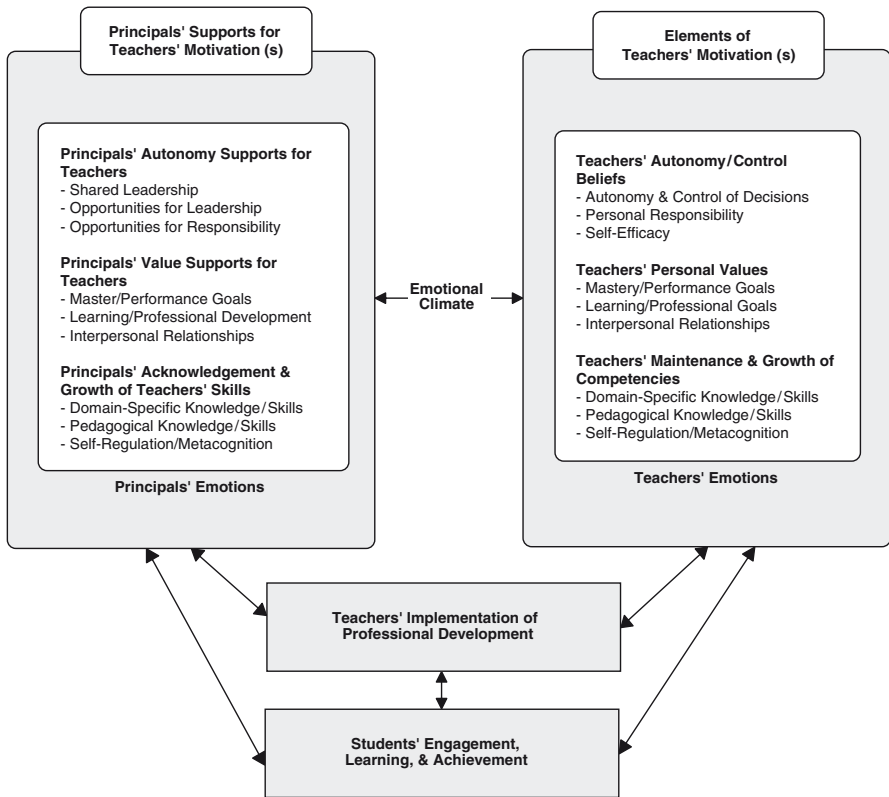 Principals' Supports for
Teachers' Motivation (s)
Principals' Autonomy Supports for
Teachers
- Shared Leadership
- Opportunities for Leadership
- Opportunities for Responsibility
Principals' Value Supports for
Teachers
- Master/Performance Goals
- Learning/Professional Development
- Interpersonal Relationships
Principals' Acknowledgement &
Growth of Teachers' Skills
- Domain-Specific Knowledge/Skills
- Pedagogical Knowledge/Skills
- Self-Regulation/Metacognition
Principals' Emotions
Emotional
Climate
Elements of
Teachers' Motivation (s)
Teachers' Autonomy/Control
Beliefs
- Autonomy & Control of Decisions
- Personal Responsibility
- Self-Efficacy
Teachers' Personal Values
- Mastery/Performance Goals
- Learning/Professional Goals
- Interpersonal Relationships
Teachers' Maintenance & Growth of
Competencies
- Domain-Specific Knowledge/Skills
- Pedagogical Knowledge/Skills
- Self-Regulation/Metacognition
Teachers' Emotions
Teachers' Implementation of
Professional Development
Students' Engagement,
Learning, & Achievement